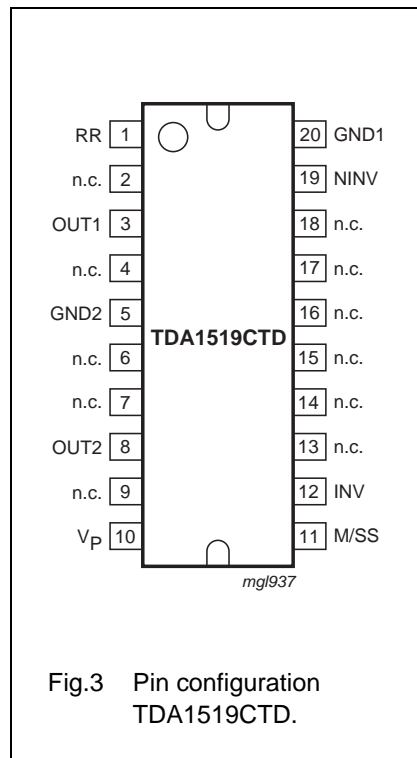 RR 1 20 GND1
n.c. 2 19 NINV
OUT1 3 18 n.c.
n.c. 4 17 n.c.
GND2 5 16 n.c.
TDA1519CTD
n.c. 6 15 n.c.
n.c. 7 14 n.c.
OUT2 8 13 n.c.
n.c. 9 12 INV
VP 10 11 M/SS
mgl937
Fig.3 Pin configuration
TDA1519CTD.